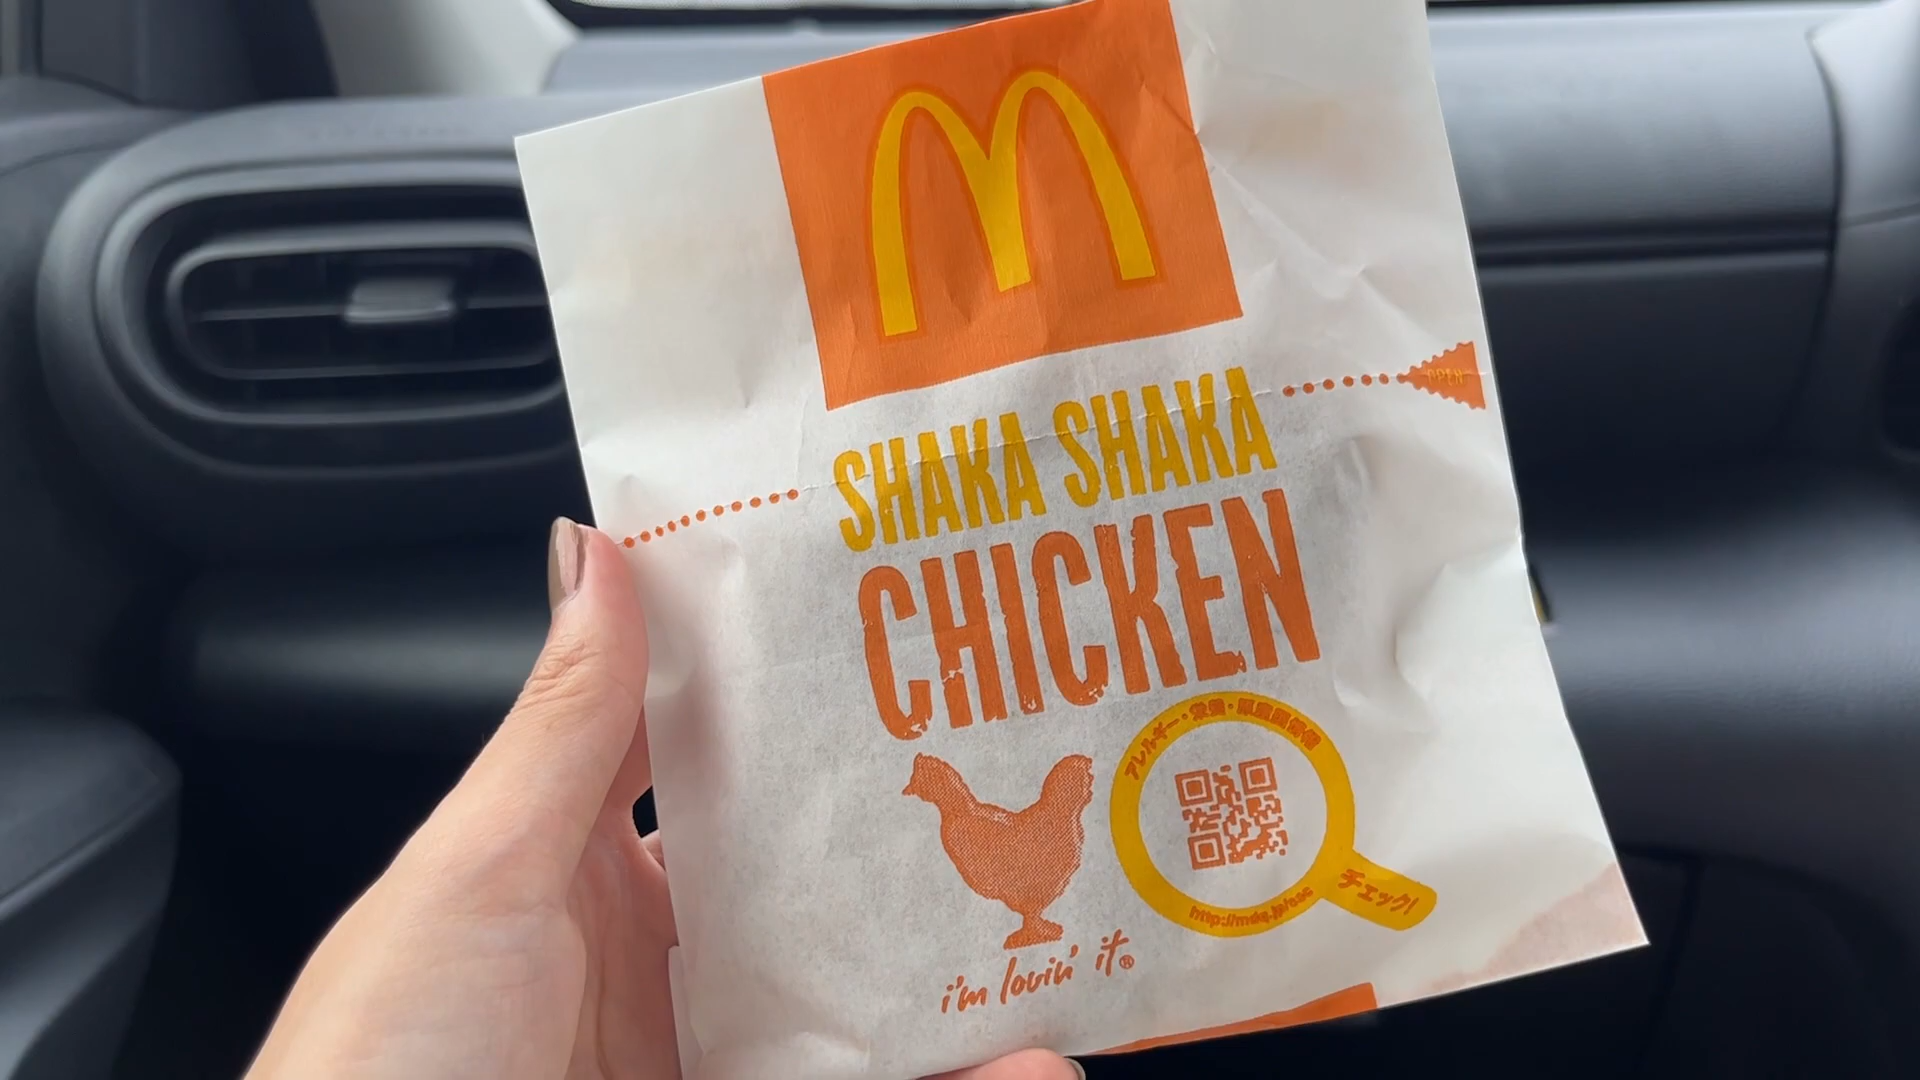 OPEN
SHAKA SHAKA
CHICKEN
アレルギー・栄養・原産国情報
チェック!
i'm lovin' it®